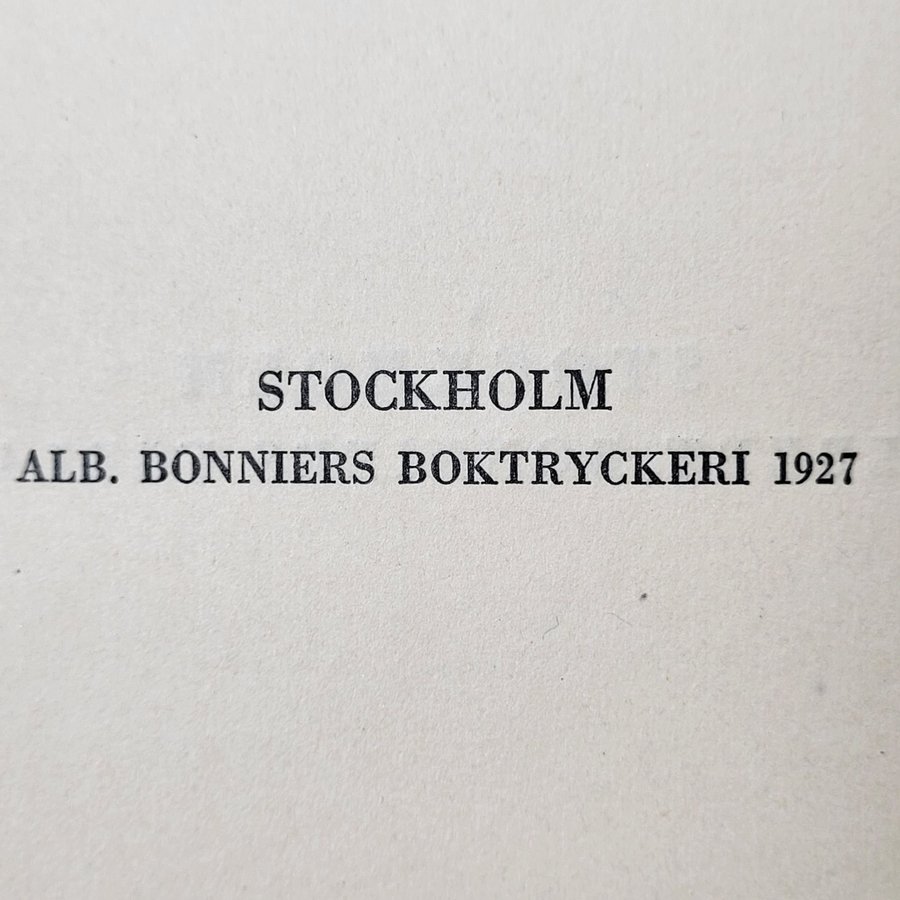 STOCKHOLM
ALB. BONNIERS BOKTRYCKERI 1927